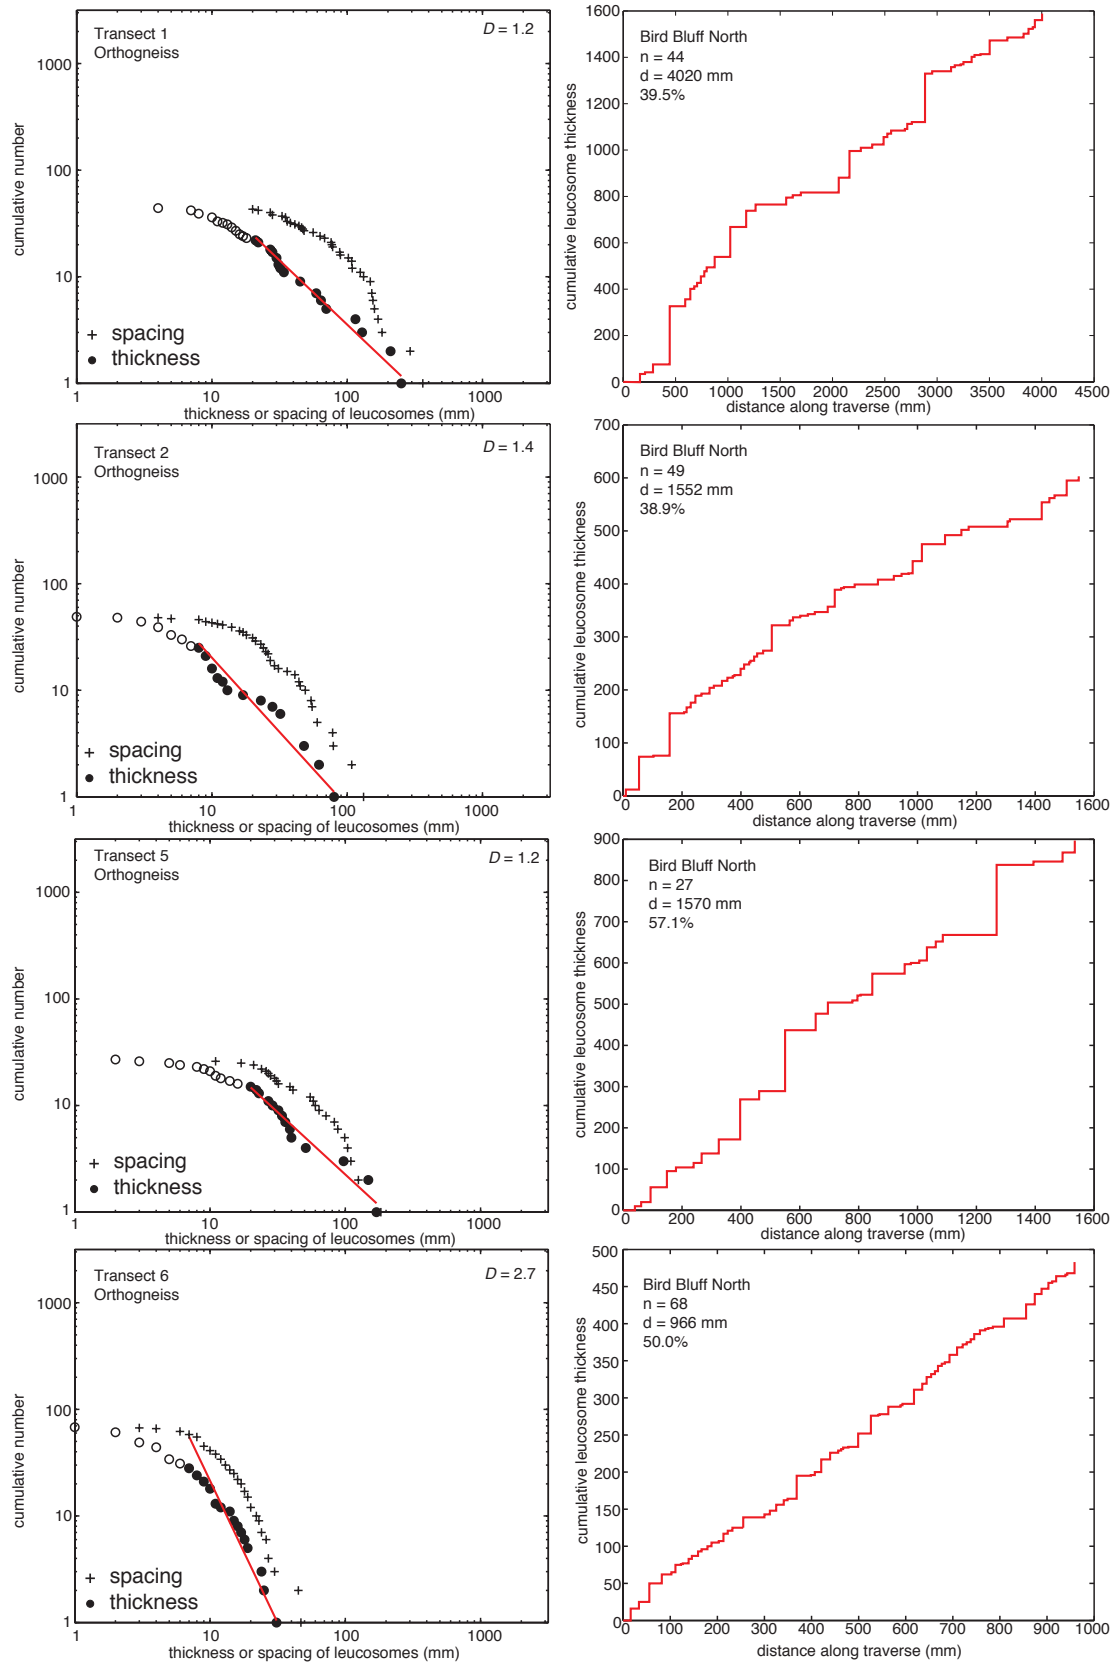 Transect 1
Orthogneiss
D = 1.2
1000
100
10
1
cumulative number
+ spacing
● thickness
1
10
100
1000
thickness or spacing of leucosomes (mm)
Bird Bluff North
n = 44
d = 4020 mm
39.5%
1600
1400
1200
1000
800
600
400
200
0
cumulative leucosome thickness
0
500
1000
1500
2000
2500
3000
3500
4000
4500
distance along traverse (mm)
Transect 2
Orthogneiss
D = 1.4
1000
100
10
1
cumulative number
+ spacing
● thickness
1
10
100
1000
thickness or spacing of leucosomes (mm)
Bird Bluff North
n = 49
d = 1552 mm
38.9%
700
600
500
400
300
200
100
0
cumulative leucosome thickness
0
200
400
600
800
1000
1200
1400
1600
distance along traverse (mm)
Transect 5
Orthogneiss
D = 1.2
1000
100
10
1
cumulative number
+ spacing
● thickness
1
10
100
1000
thickness or spacing of leucosomes (mm)
Bird Bluff North
n = 27
d = 1570 mm
57.1%
900
800
700
600
500
400
300
200
100
0
cumulative leucosome thickness
0
200
400
600
800
1000
1200
1400
1600
distance along traverse (mm)
Transect 6
Orthogneiss
D = 2.7
1000
100
10
1
cumulative number
+ spacing
● thickness
1
10
100
1000
thickness or spacing of leucosomes (mm)
Bird Bluff North
n = 68
d = 966 mm
50.0%
500
450
400
350
300
250
200
150
100
50
0
cumulative leucosome thickness
0
100
200
300
400
500
600
700
800
900
1000
distance along traverse (mm)